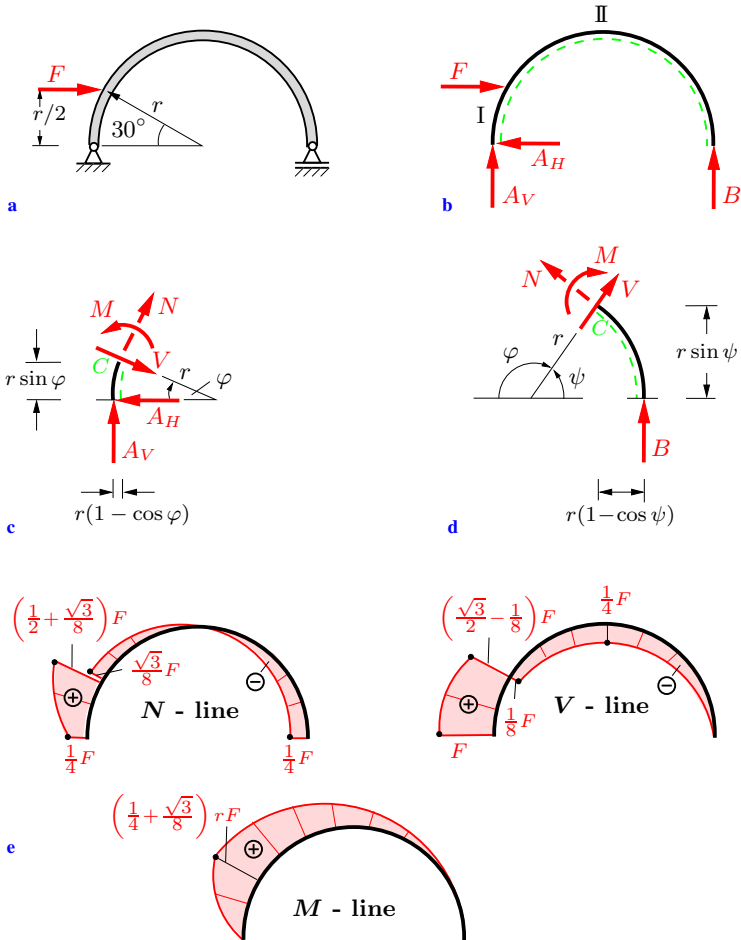 F
r/2
30°
r
a
II
F
I
A_H
A_V
B
b
M
N
C
V
r sin φ
r
φ
A_H
A_V
r(1 − cos φ)
c
M
N
V
C
r
φ
ψ
r sin ψ
B
r(1−cos ψ)
d
(1/2 + √3/8) F
√3/8 F
+
−
N - line
1/4 F
1/4 F
(√3/2 − 1/8) F
1/4 F
+
−
1/8 F
V - line
F
(1/4 + √3/8) rF
+
e
M - line